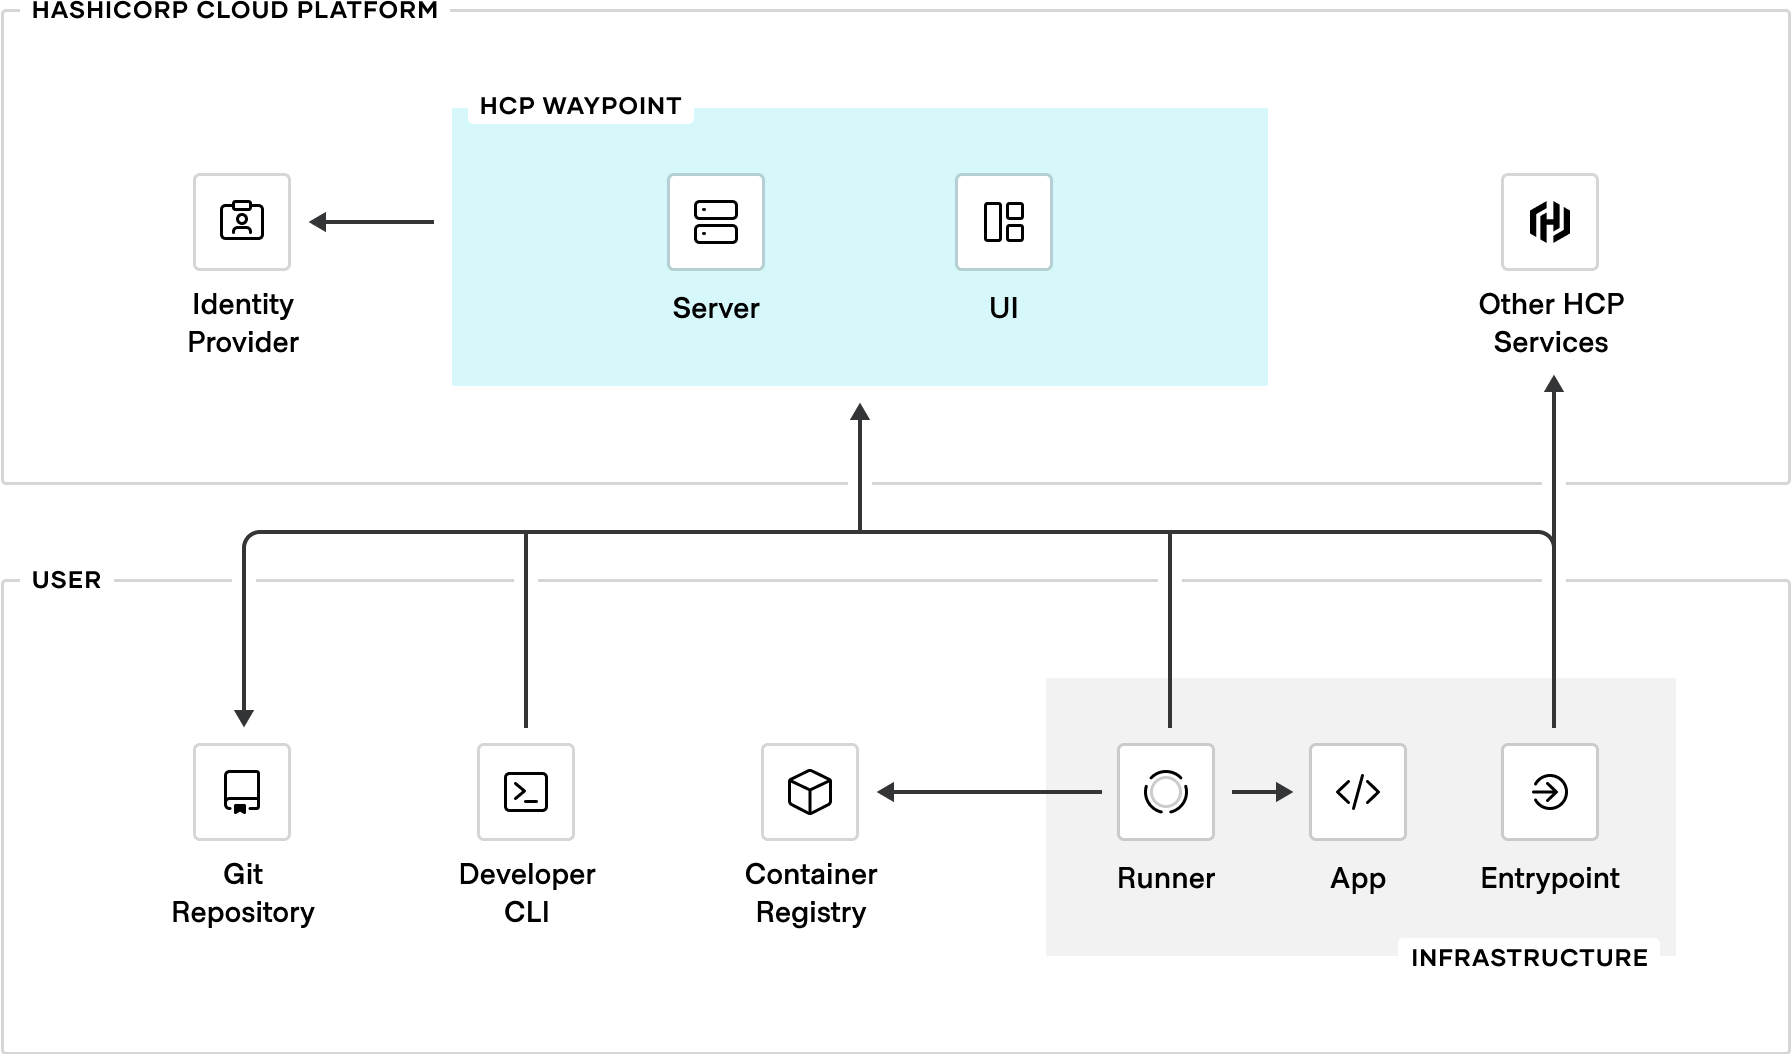 HASHICORP CLOUD PLATFORM
HCP WAYPOINT
Identity
Provider
Server
UI
Other HCP
Services
USER
Git
Repository
Developer
CLI
Container
Registry
Runner
App
Entrypoint
INFRASTRUCTURE